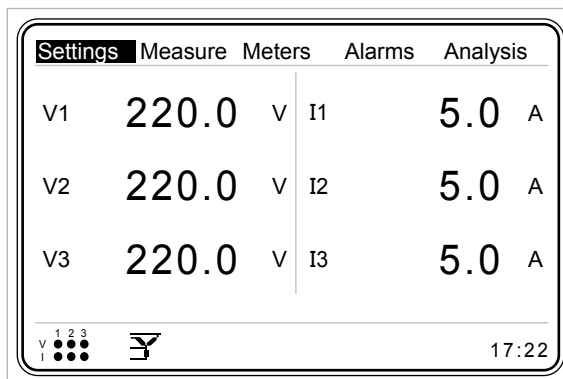 Settings Measure Meters Alarms Analysis
V1 220.0 V I1 5.0 A
V2 220.0 V I2 5.0 A
V3 220.0 V I3 5.0 A
1 2 3
V
I
17:22